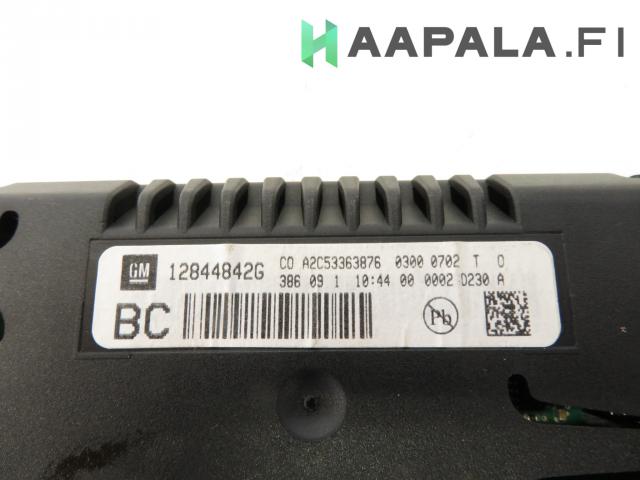 HAAPALA.FI
GM 12844842G CO A2C53363876 0300 0702 T 0
386 09 1 10:44 00 0002 D230 A
BC
Pb